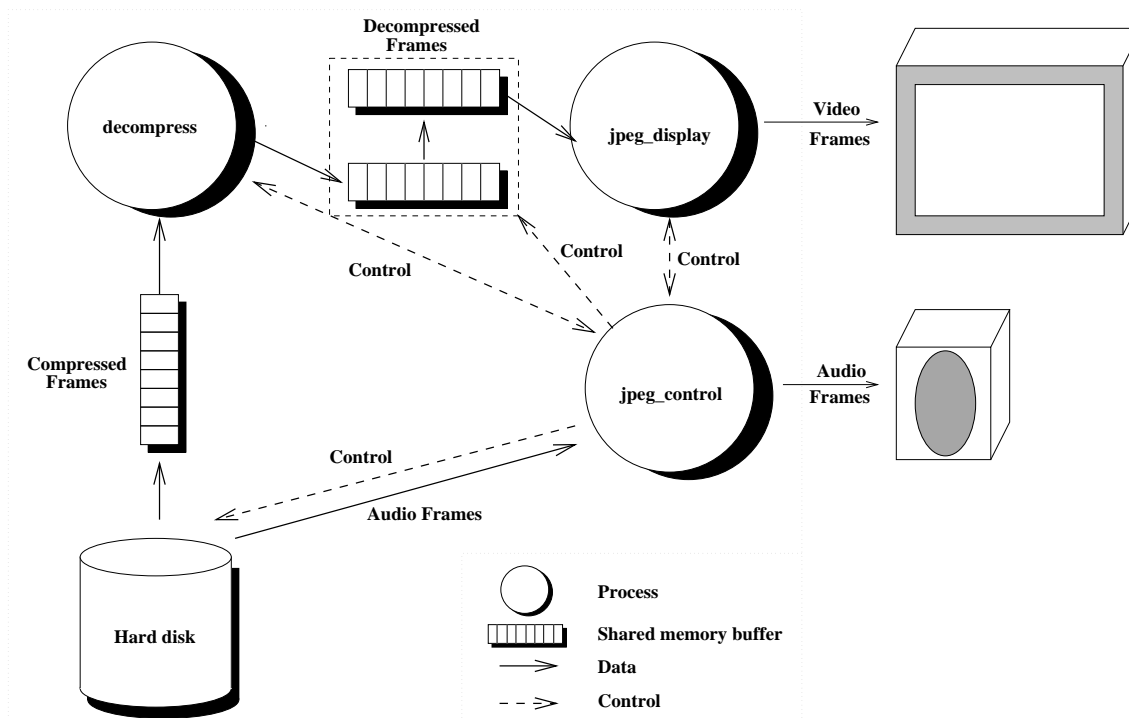 Decompressed
Frames
decompress
jpeg_display
Video
Frames
Control
Control
Control
Compressed
Frames
jpeg_control
Audio
Frames
Control
Audio Frames
Hard disk
Process
Shared memory buffer
Data
Control